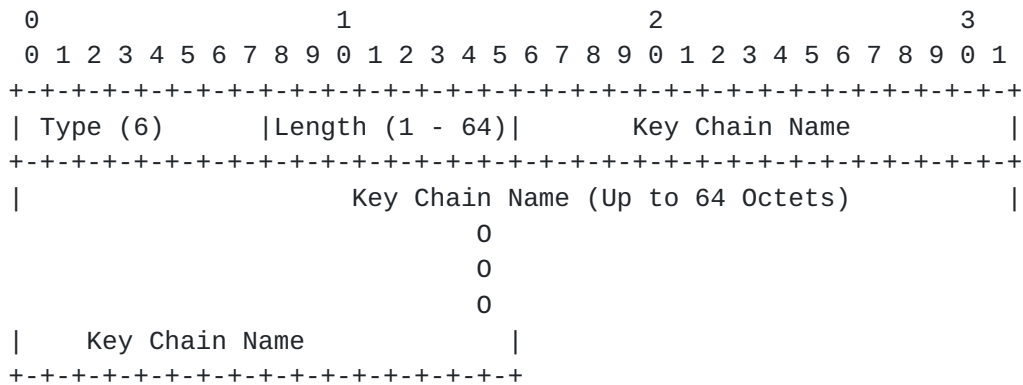 0                   1                   2                   3
 0 1 2 3 4 5 6 7 8 9 0 1 2 3 4 5 6 7 8 9 0 1 2 3 4 5 6 7 8 9 0 1
+-+-+-+-+-+-+-+-+-+-+-+-+-+-+-+-+-+-+-+-+-+-+-+-+-+-+-+-+-+-+-+-+
| Type (6)      |Length (1 - 64)|       Key Chain Name          |
+-+-+-+-+-+-+-+-+-+-+-+-+-+-+-+-+-+-+-+-+-+-+-+-+-+-+-+-+-+-+-+-+
|                     Key Chain Name (Up to 64 Octets)          |
                              O
                              O
                              O
|    Key Chain Name             |
+-+-+-+-+-+-+-+-+-+-+-+-+-+-+-+-+